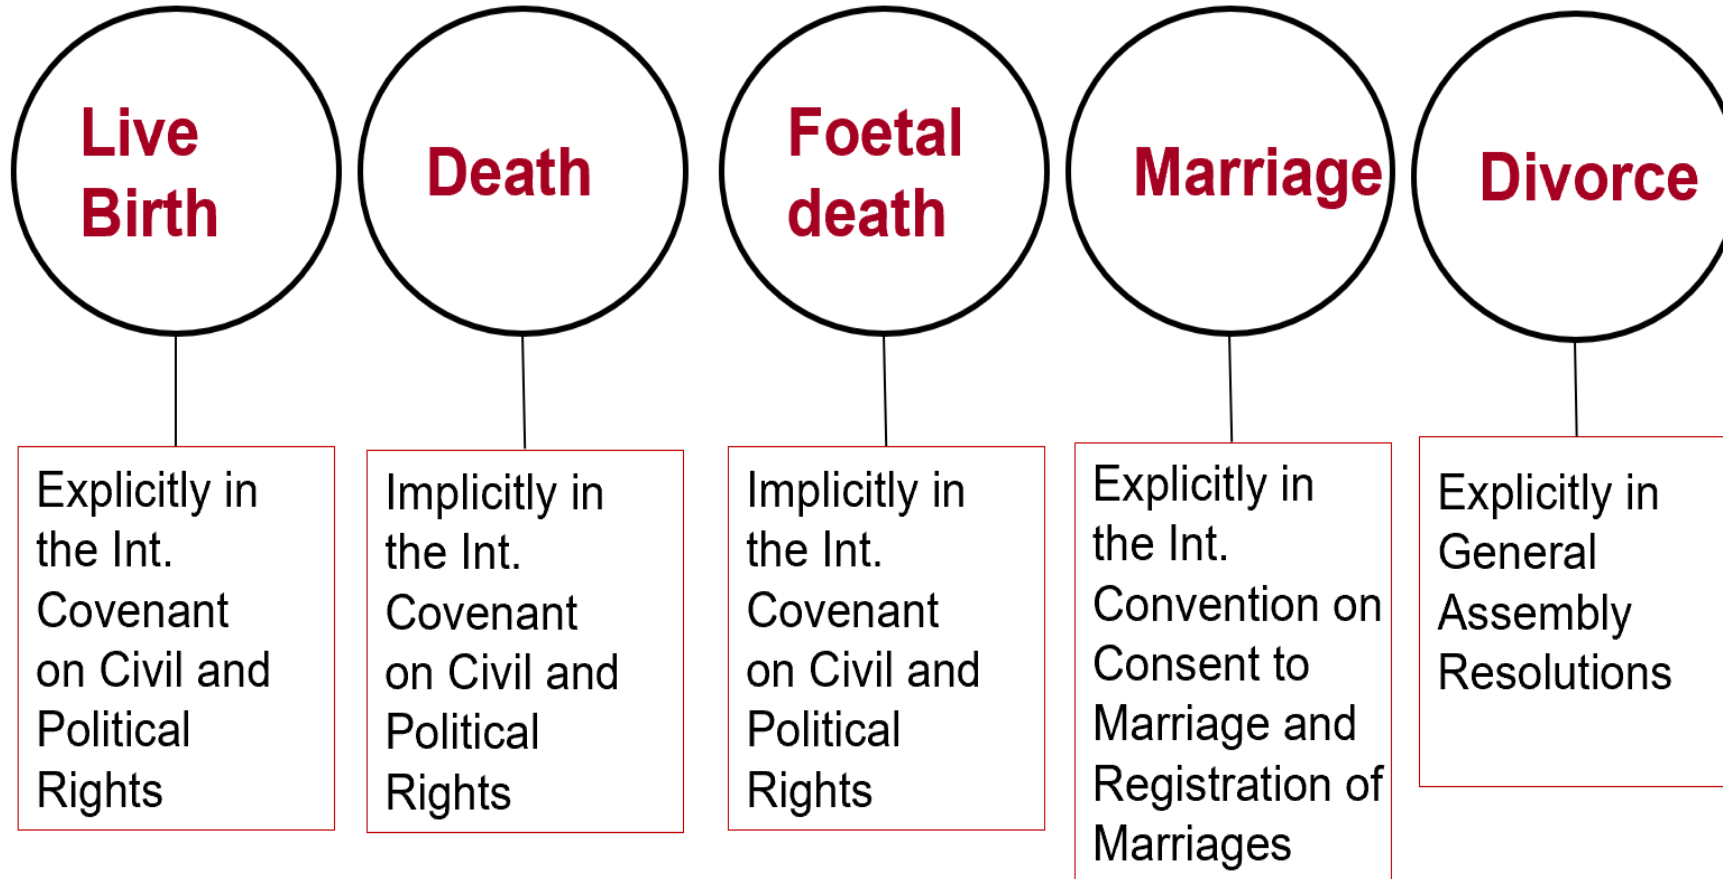 Live
Birth
Death
Foetal
death
Marriage
Divorce
Explicitly in
the Int.
Covenant
on Civil and
Political
Rights
Implicitly in
the Int.
Covenant
on Civil and
Political
Rights
Implicitly in
the Int.
Covenant
on Civil and
Political
Rights
Explicitly in
the Int.
Convention on
Consent to
Marriage and
Registration of
Marriages
Explicitly in
General
Assembly
Resolutions